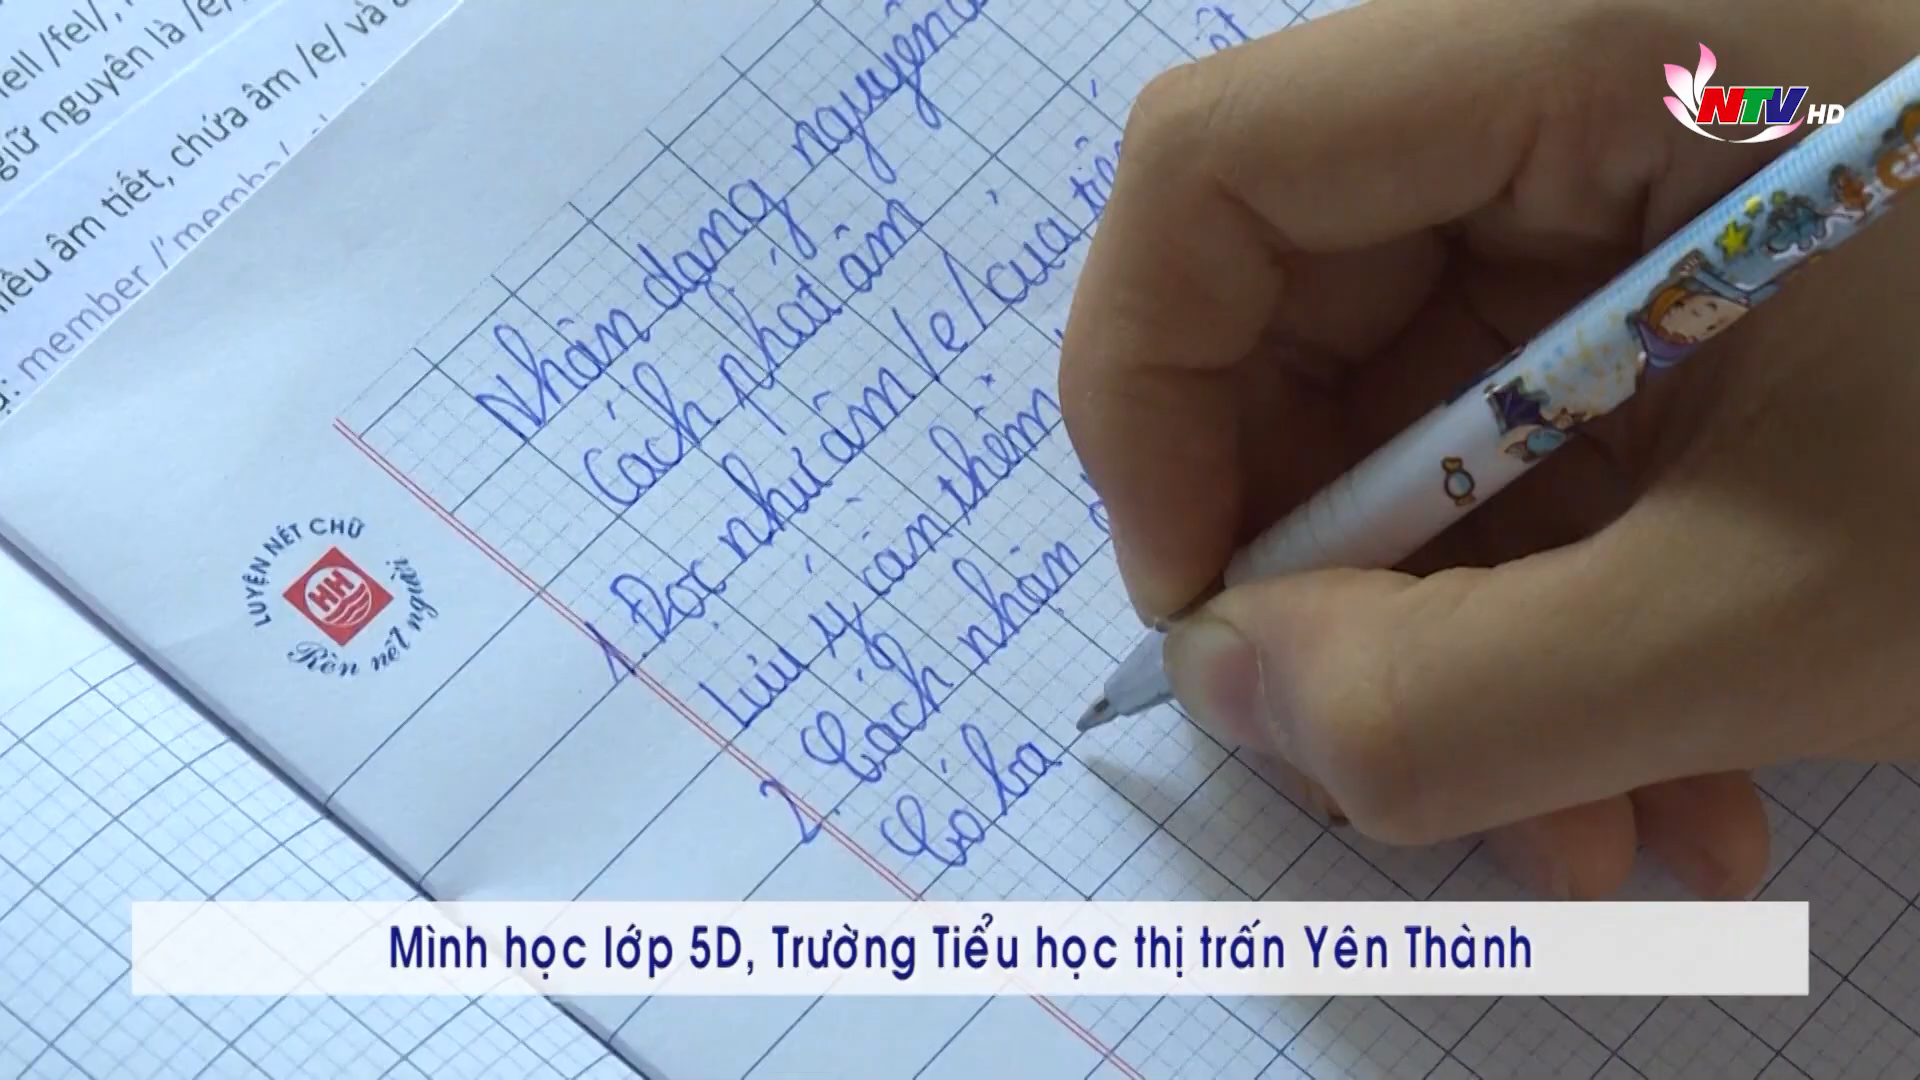 NTV HD
ell /fel/,
giữ nguyên là /e/
iều âm tiết, chứa âm /e/ và
: member /'membə/
Nhận dạng nguyên
Cách phát âm
1. Đọc như âm /e/ của
Lưu ý cần thêm
2. Cách nhận
Có ba
LUYỆN NÉT CHỮ
HH
Rèn nết người
Mình học lớp 5D, Trường Tiểu học thị trấn Yên Thành